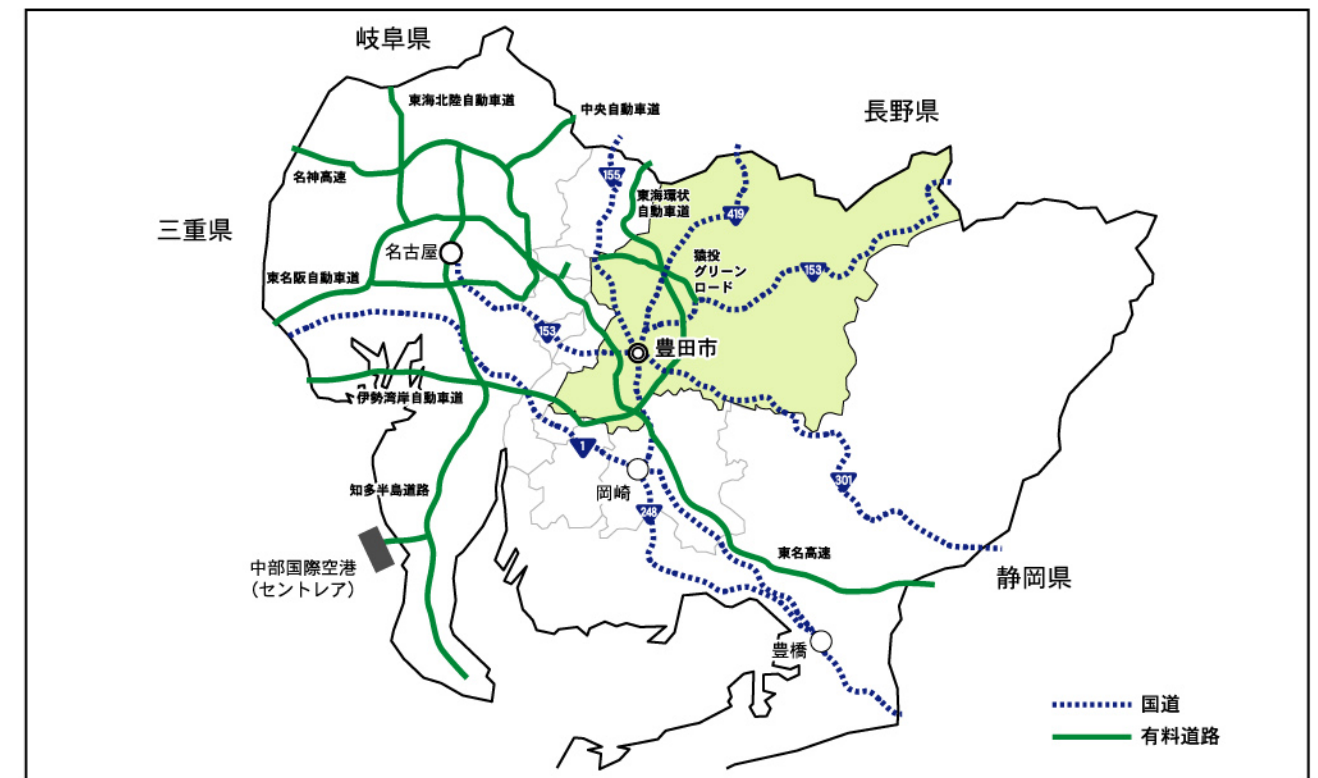 岐阜県
東海北陸自動車道
中央自動車道
長野県
名神高速
155
東海環状
自動車道
419
三重県
名古屋
猿投
グリーン
ロード
153
東名阪自動車道
153
豊田市
伊勢湾岸自動車道
1
301
知多半島道路
岡崎
248
東名高速
中部国際空港
（セントレア）
静岡県
豊橋
国道
有料道路